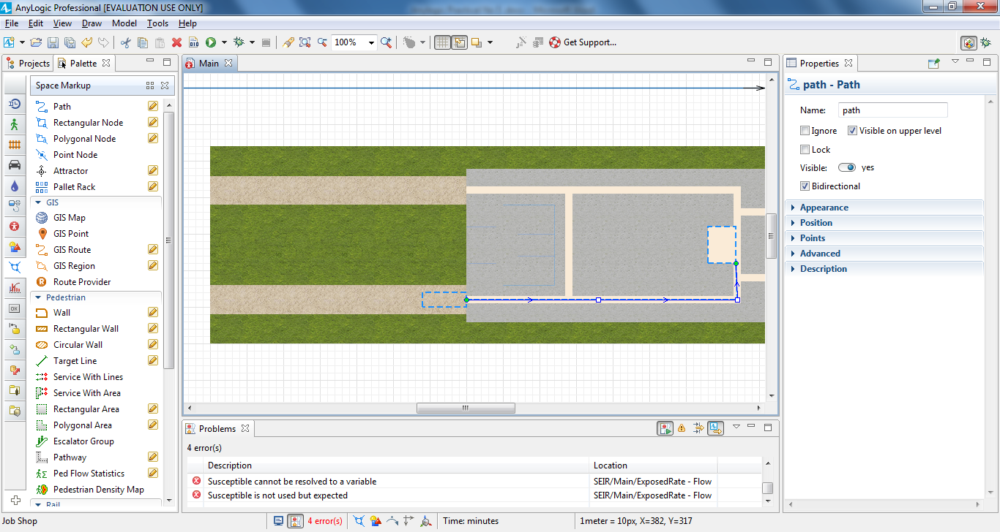 AnyLogic Professional [EVALUATION USE ONLY]
File Edit View Draw Model Tools Help
100% Get Support...
Projects Palette
Main
Properties
Space Markup
Path
Rectangular Node
Polygonal Node
Point Node
Attractor
Pallet Rack
GIS
GIS Map
GIS Point
GIS Route
GIS Region
Route Provider
Pedestrian
Wall
Rectangular Wall
Circular Wall
Target Line
Service With Lines
Service With Area
Rectangular Area
Polygonal Area
Escalator Group
Pathway
Ped Flow Statistics
Pedestrian Density Map
Rail
path - Path
Name: path
Ignore Visible on upper level
Lock
Visible: yes
Bidirectional
Appearance
Position
Points
Advanced
Description
Problems
4 error(s)
Description Location
Susceptible cannot be resolved to a variable SEIR/Main/ExposedRate - Flow
Susceptible is not used but expected SEIR/Main/ExposedRate - Flow
Job Shop 4 error(s) Time: minutes 1meter = 10px, X=382, Y=317